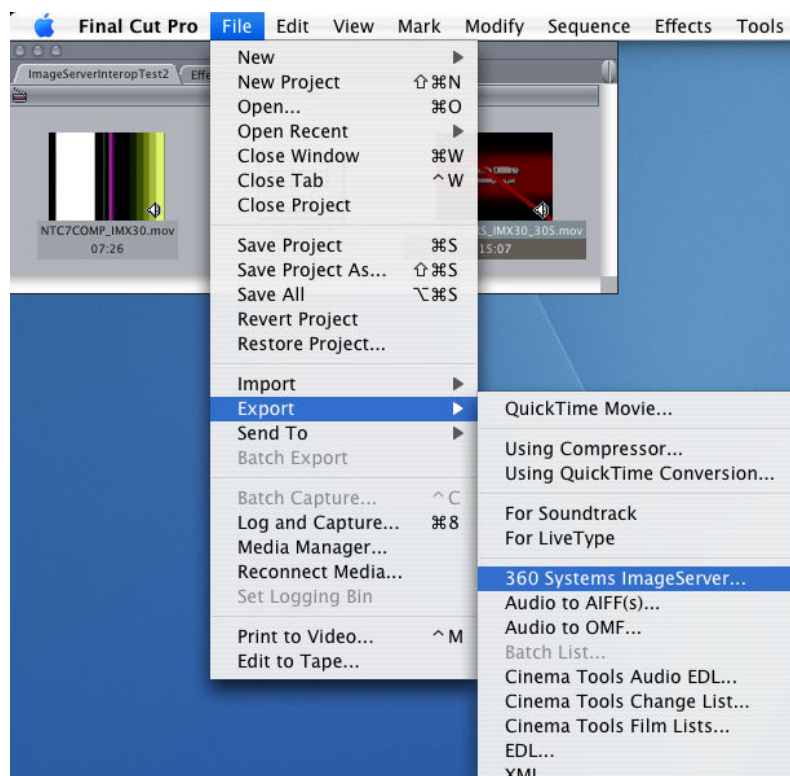 Final Cut Pro File Edit View Mark Modify Sequence Effects Tools
ImageServerInteropTest2 Effe
NTC7COMP_IMX30.mov
07:26
S_IMX30_30S.mov
15:07
New
New Project ⇧⌘N
Open... ⌘O
Open Recent
Close Window ⌘W
Close Tab ^W
Close Project
Save Project ⌘S
Save Project As... ⇧⌘S
Save All ⌥⌘S
Revert Project
Restore Project...
Import
Export
Send To
Batch Export
Batch Capture... ^C
Log and Capture... ⌘8
Media Manager...
Reconnect Media...
Set Logging Bin
Print to Video... ^M
Edit to Tape...
QuickTime Movie...
Using Compressor...
Using QuickTime Conversion...
For Soundtrack
For LiveType
360 Systems ImageServer...
Audio to AIFF(s)...
Audio to OMF...
Batch List...
Cinema Tools Audio EDL...
Cinema Tools Change List...
Cinema Tools Film Lists...
EDL...
XML